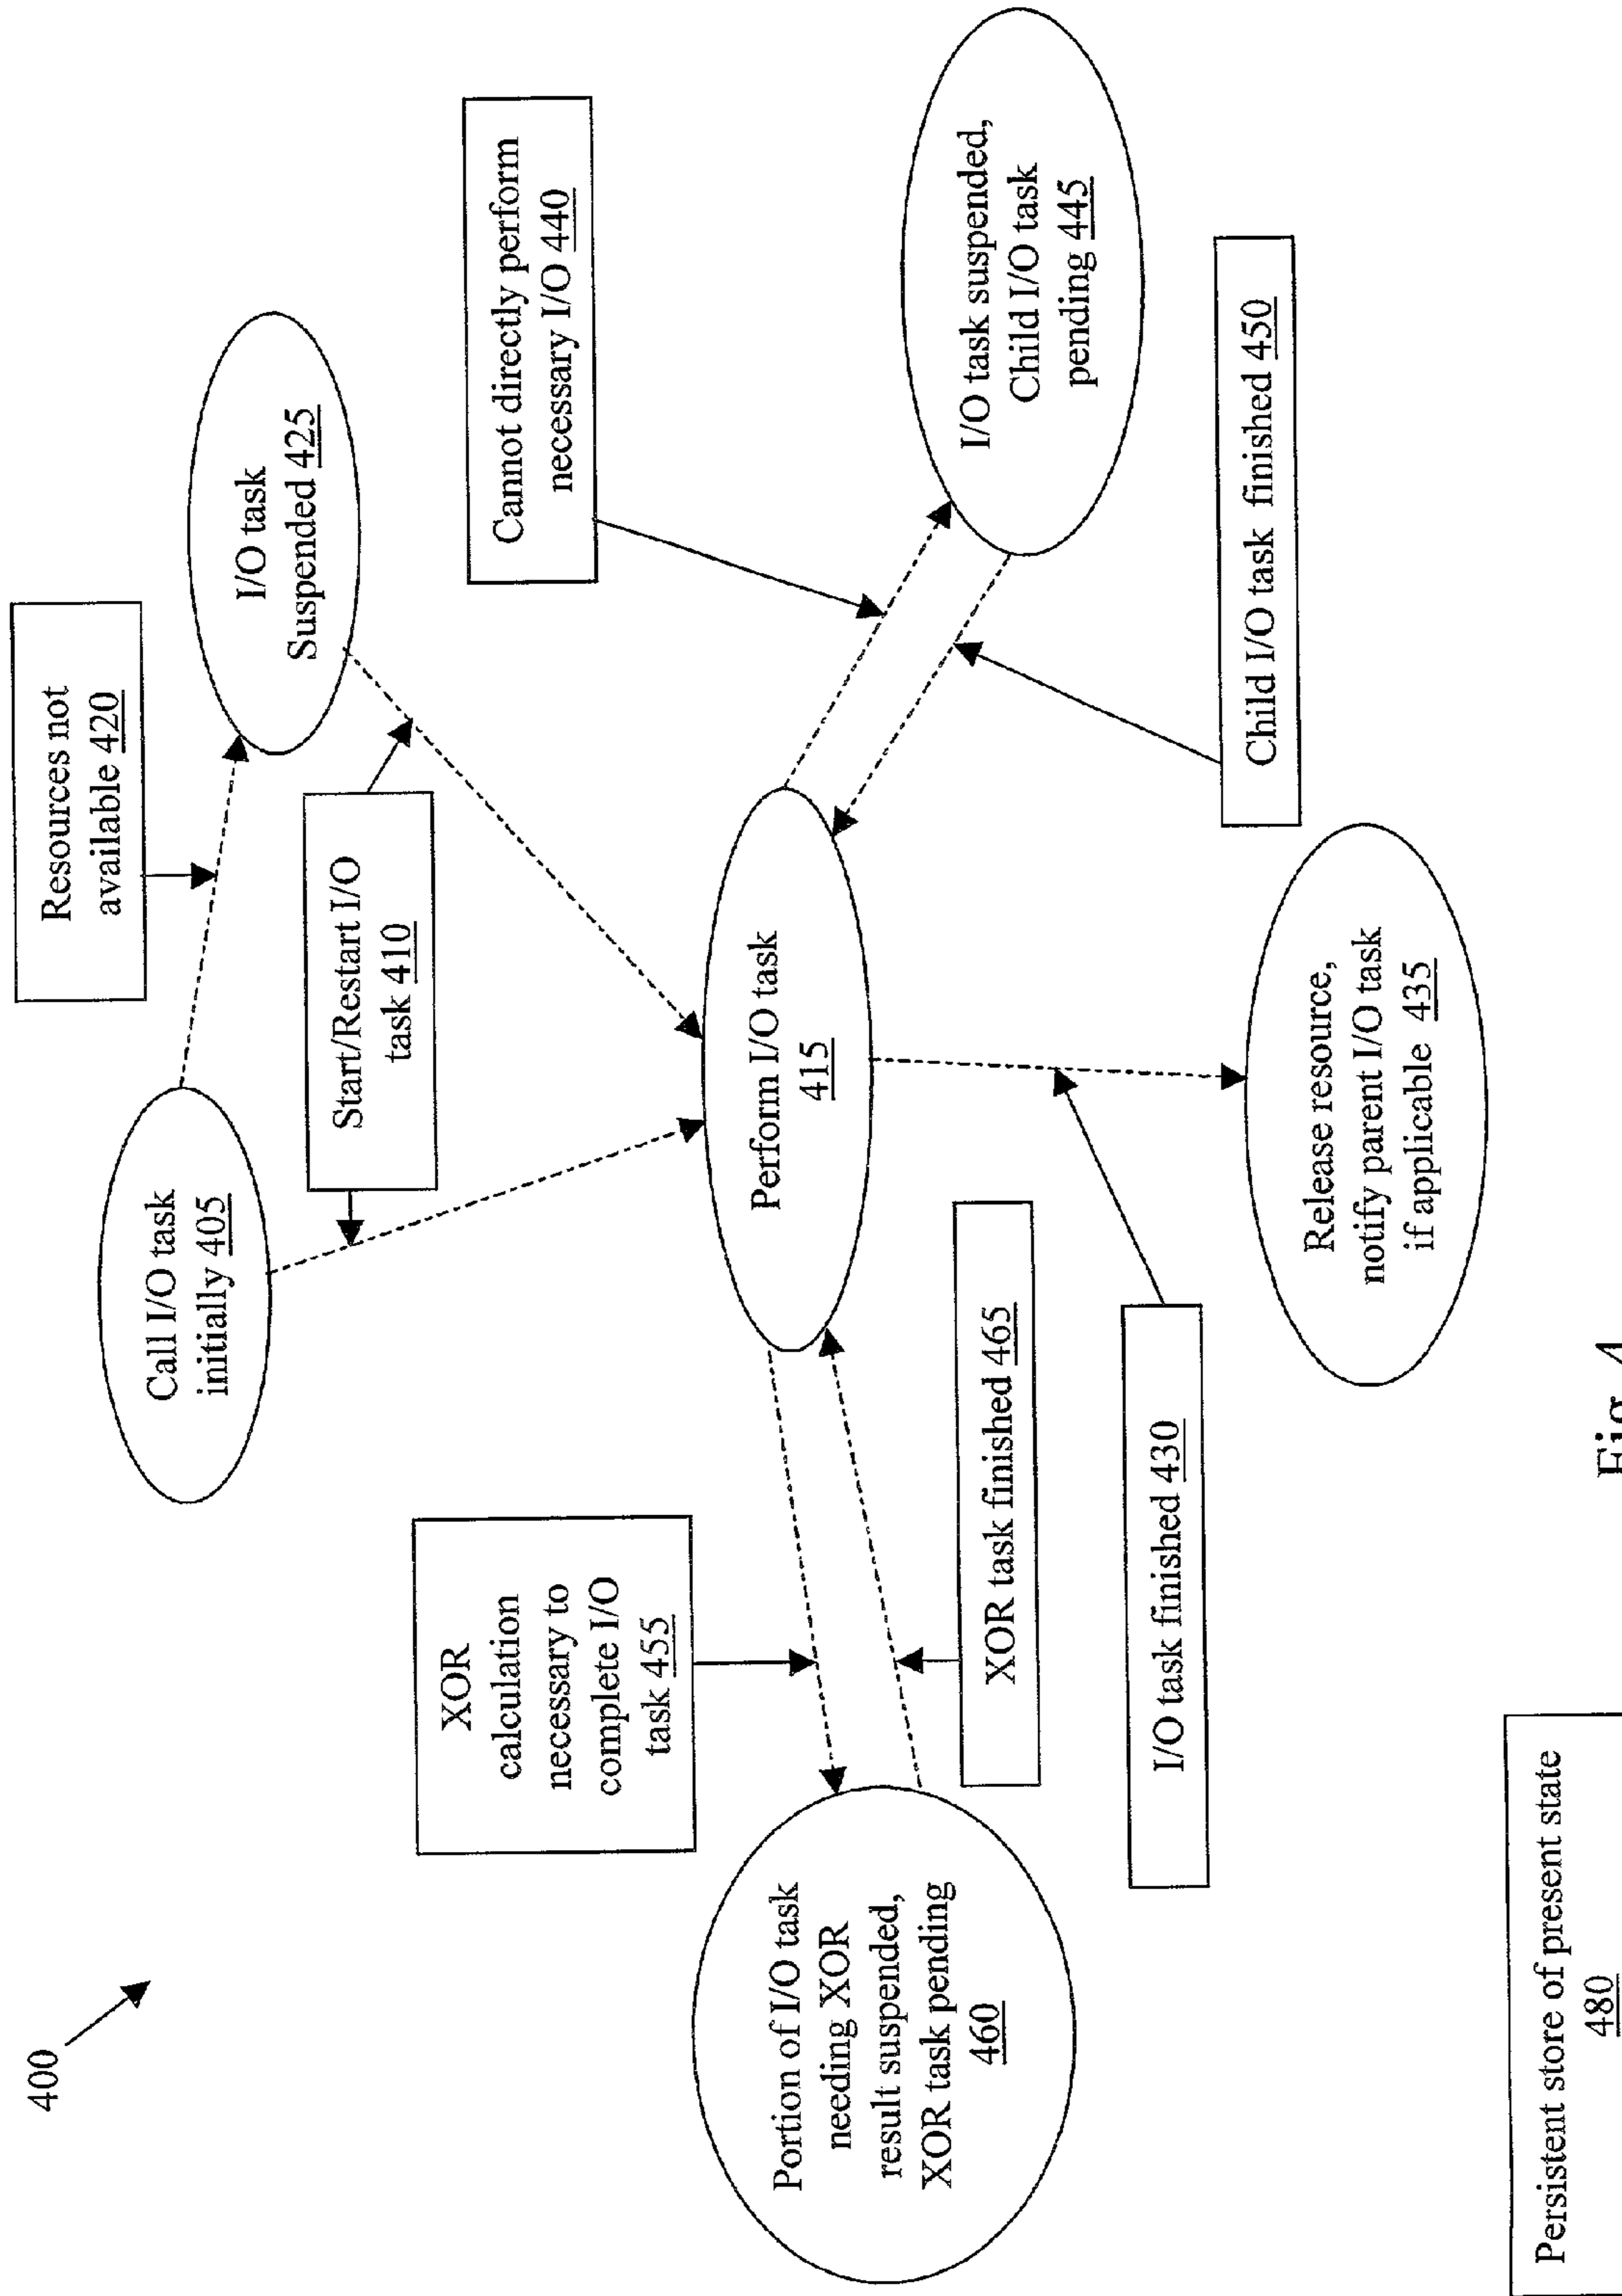 400
Call I/O task
initially 405
Resources not
available 420
I/O task
Suspended 425
Start/Restart I/O
task 410
XOR
calculation
necessary to
complete I/O
task 455
Cannot directly perform
necessary I/O 440
Portion of I/O task
needing XOR
result suspended,
XOR task pending
460
Perform I/O task
415
I/O task suspended,
Child I/O task
pending 445
XOR task finished 465
I/O task finished 430
Release resource,
notify parent I/O task
if applicable 435
Child I/O task finished 450
Persistent store of present state
480
Fig. 4